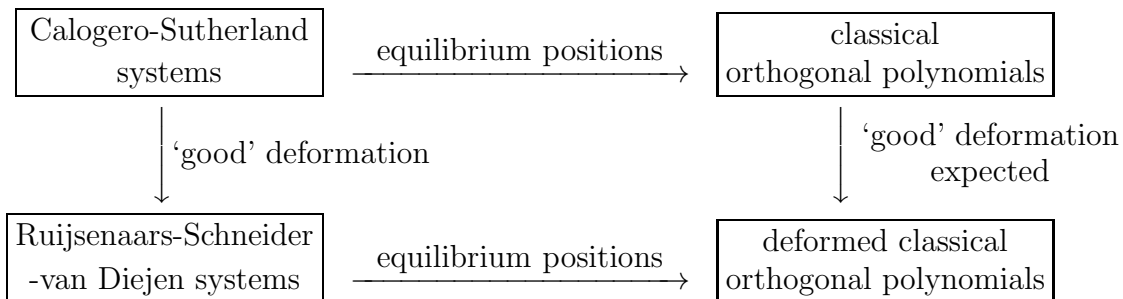 Calogero-Sutherland
systems
equilibrium positions
classical
orthogonal polynomials
‘good’ deformation
‘good’ deformation
expected
Ruijsenaars-Schneider
-van Diejen systems
equilibrium positions
deformed classical
orthogonal polynomials